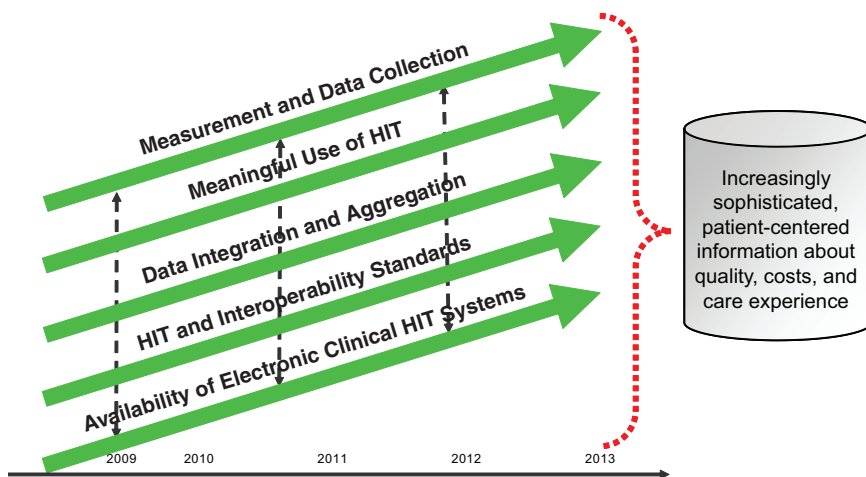 Measurement and Data Collection
Meaningful Use of HIT
Data Integration and Aggregation
HIT and Interoperability Standards
Availability of Electronic Clinical HIT Systems
Increasingly
sophisticated,
patient-centered
information about
quality, costs, and
care experience
2009 2010 2011 2012 2013